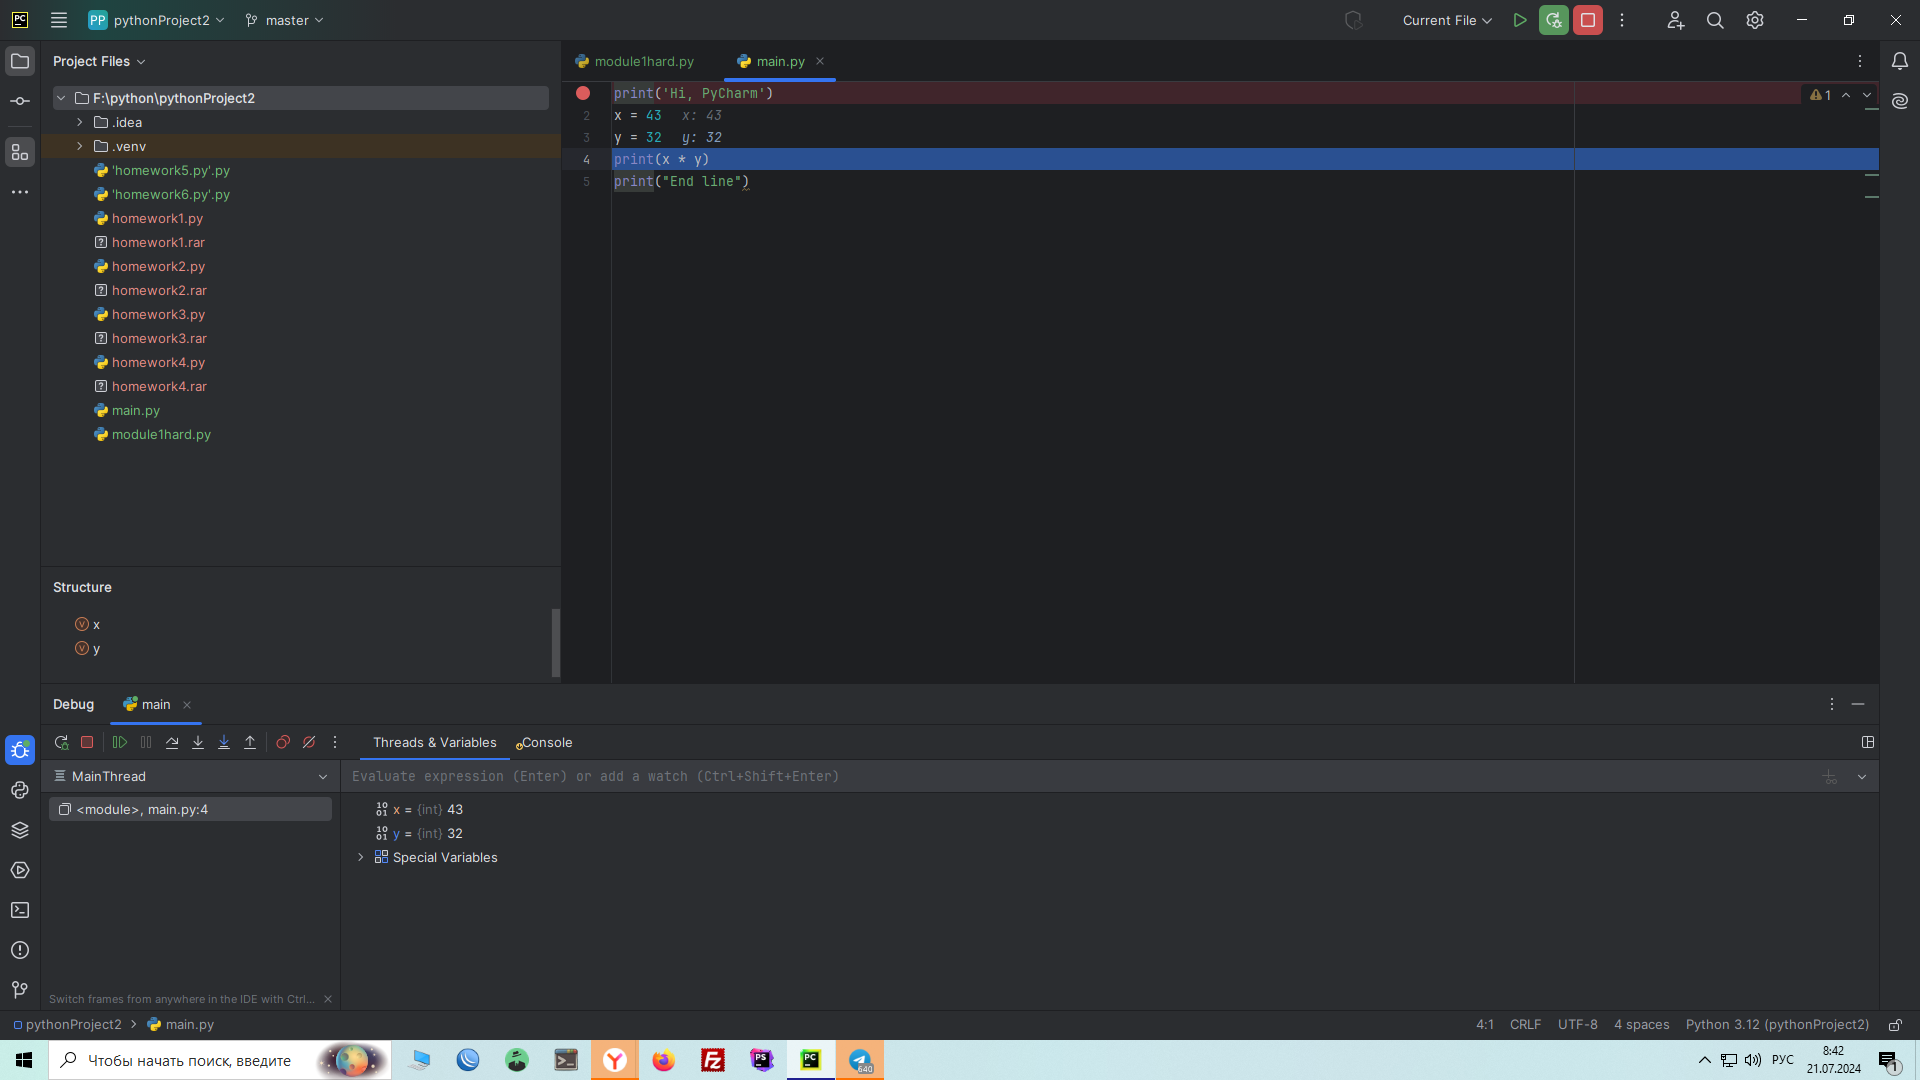 PC
PP pythonProject2
master
Current File
Project Files
F:\python\pythonProject2
.idea
.venv
'homework5.py'.py
'homework6.py'.py
homework1.py
homework1.rar
homework2.py
homework2.rar
homework3.py
homework3.rar
homework4.py
homework4.rar
main.py
module1hard.py
Structure
x
y
module1hard.py
main.py
print('Hi, PyCharm')
1
2 x = 43 x: 43
3 y = 32 y: 32
4 print(x * y)
5 print("End line")
Debug
main
Threads & Variables
Console
MainThread
Evaluate expression (Enter) or add a watch (Ctrl+Shift+Enter)
<module>, main.py:4
x = {int} 43
y = {int} 32
Special Variables
Switch frames from anywhere in the IDE with Ctrl...
pythonProject2
main.py
4:1
CRLF
UTF-8
4 spaces
Python 3.12 (pythonProject2)
Чтобы начать поиск, введите
PS
PC
640
РУС
8:42
21.07.2024
1